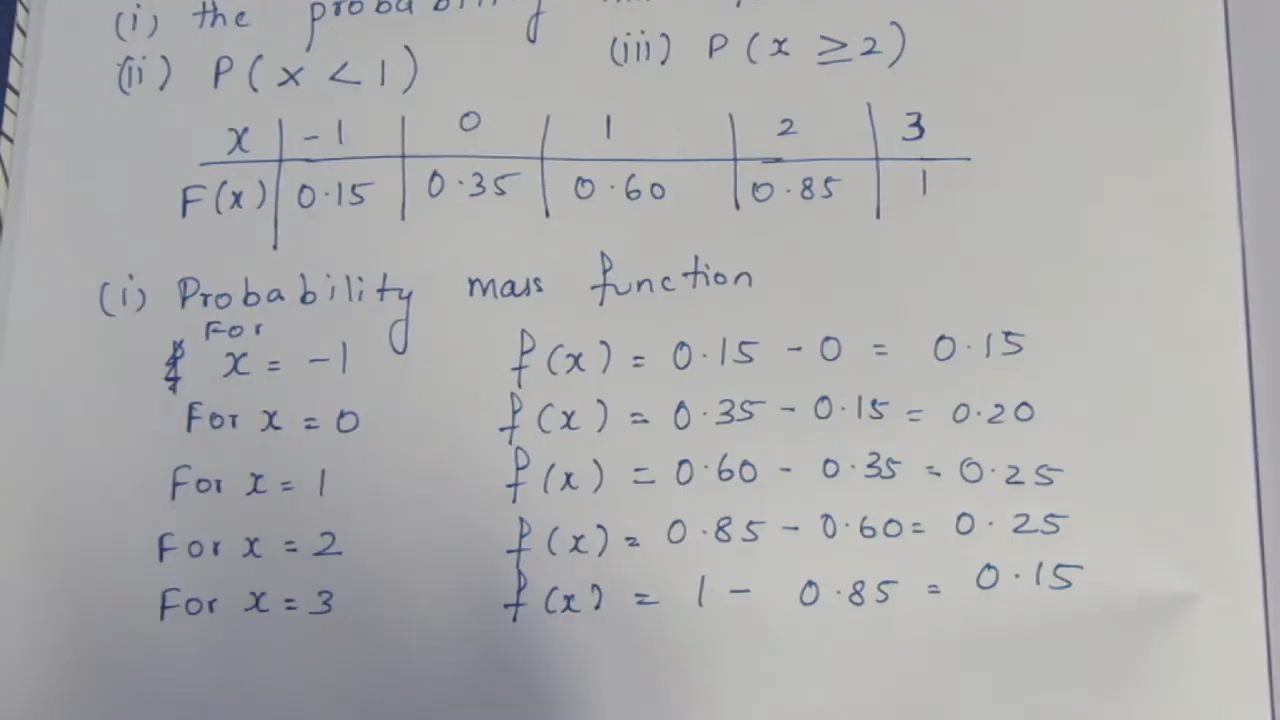 (i) the probability
(ii) P(x < 1) (iii) P(x ≥ 2)
x | -1 | 0 | 1 | 2 | 3
F(x) | 0.15 | 0.35 | 0.60 | 0.85 | 1
(i) Probability mass function
For
x = -1 f(x) = 0.15 - 0 = 0.15
For x = 0 f(x) = 0.35 - 0.15 = 0.20
For x = 1 f(x) = 0.60 - 0.35 = 0.25
For x = 2 f(x) = 0.85 - 0.60 = 0.25
For x = 3 f(x) = 1 - 0.85 = 0.15